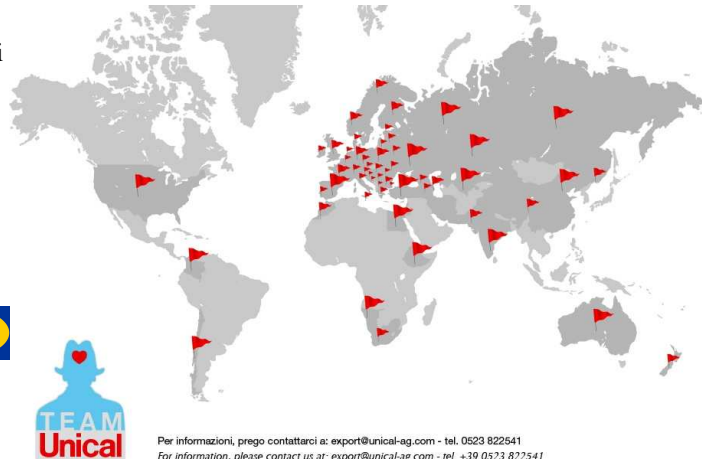 i
TEAM
Unical
Per informazioni, prego contattarci a: export@unical-ag.com - tel. 0523 822541
For information, please contact us at: export@unical-ag.com - tel. +39 0523 822541